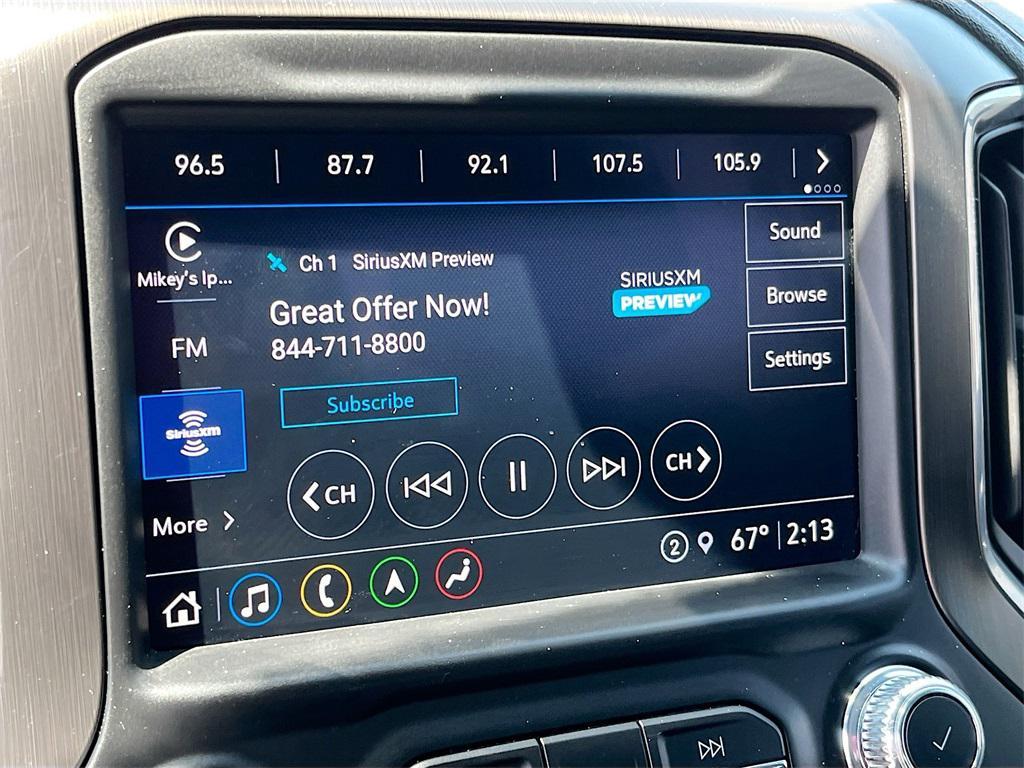 96.5 87.7 92.1 107.5 105.9
Mikey's Ip...
Ch 1 SiriusXM Preview
SIRIUSXM
PREVIEW
Sound
Great Offer Now!
844-711-8800
FM
Browse
Settings
Subscribe
SiriusXM
CH
CH
More
2 67° 2:13